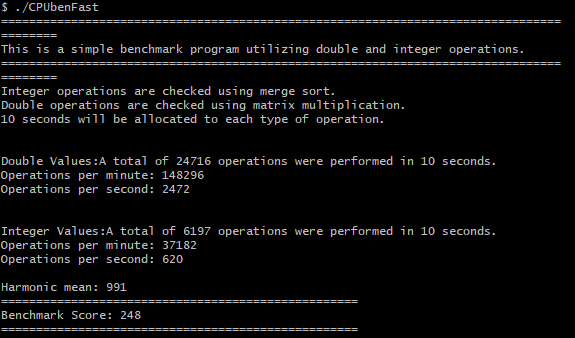 $ ./CPUbenFast
================================================================================
========
This is a simple benchmark program utilizing double and integer operations.
================================================================================
========
Integer operations are checked using merge sort.
Double operations are checked using matrix multiplication.
10 seconds will be allocated to each type of operation.
Double Values:A total of 24716 operations were performed in 10 seconds.
Operations per minute: 148296
Operations per second: 2472
Integer Values:A total of 6197 operations were performed in 10 seconds.
Operations per minute: 37182
Operations per second: 620
Harmonic mean: 991
===================================================
Benchmark Score: 248
===================================================